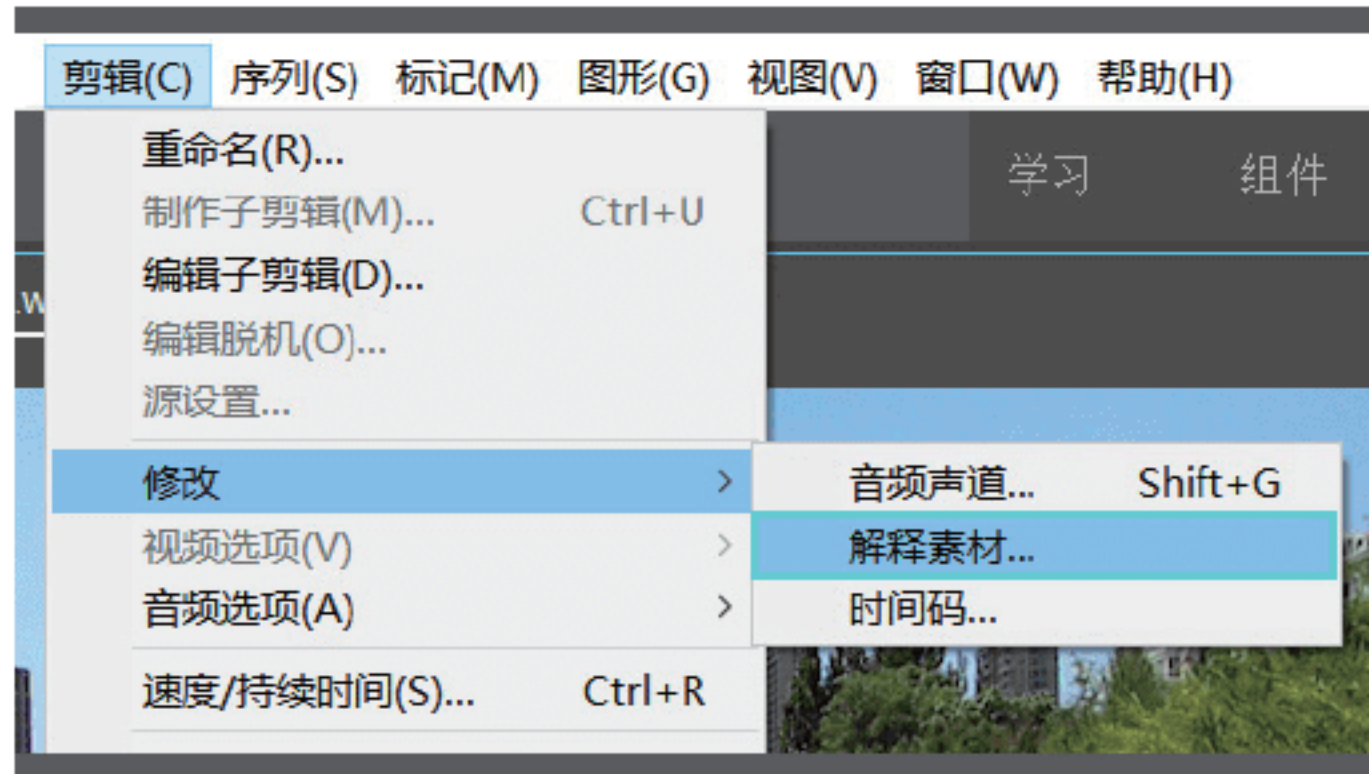 剪辑(C) 序列(S) 标记(M) 图形(G) 视图(V) 窗口(W) 帮助(H)
学习 组件
重命名(R)...
制作子剪辑(M)... Ctrl+U
编辑子剪辑(D)...
编辑脱机(O)...
源设置...
修改 >
音频声道... Shift+G
视频选项(V) >
解释素材...
音频选项(A) >
时间码...
速度/持续时间(S)... Ctrl+R